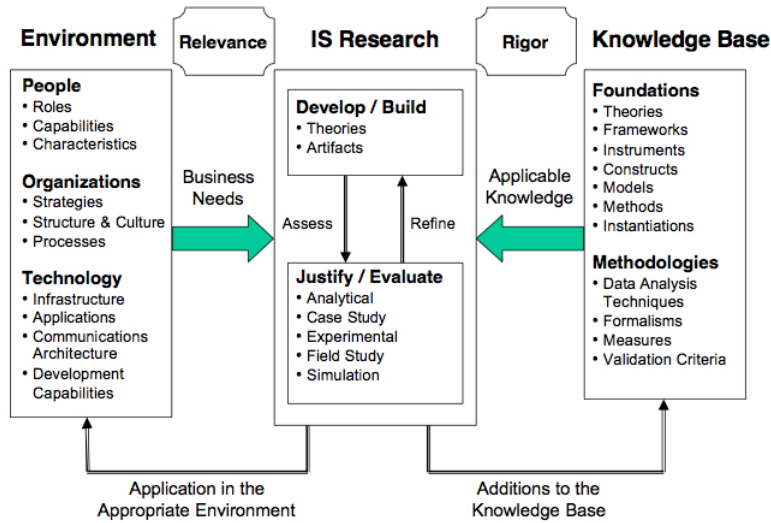 Environment
Relevance
IS Research
Rigor
Knowledge Base
People
• Roles
• Capabilities
• Characteristics
Organizations
• Strategies
• Structure & Culture
• Processes
Technology
• Infrastructure
• Applications
• Communications
Architecture
• Development
Capabilities
Business
Needs
Develop / Build
• Theories
• Artifacts
Assess
Refine
Justify / Evaluate
• Analytical
• Case Study
• Experimental
• Field Study
• Simulation
Applicable
Knowledge
Foundations
• Theories
• Frameworks
• Instruments
• Constructs
• Models
• Methods
• Instantiations
Methodologies
• Data Analysis
Techniques
• Formalisms
• Measures
• Validation Criteria
Application in the
Appropriate Environment
Additions to the
Knowledge Base